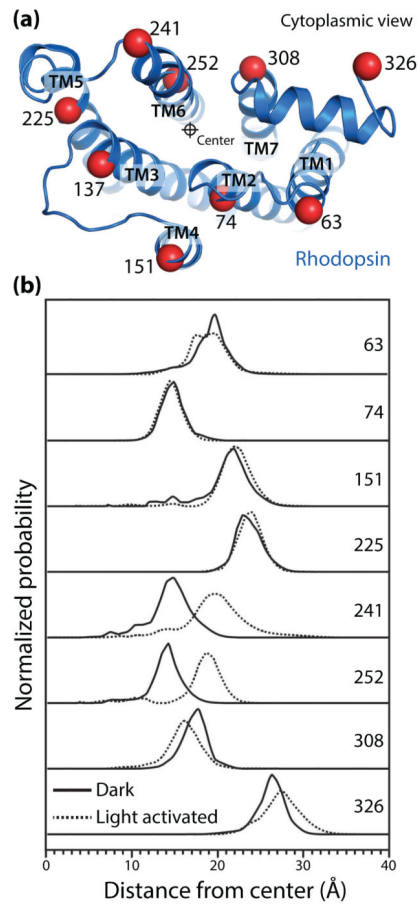 (a)
241
Cytoplasmic view
252
308
326
TM5
TM6
225
Center
TM7
TM3
TM2
TM1
137
74
63
TM4
151
Rhodopsin
(b)
63
74
151
225
241
252
308
326
Normalized probability
Dark
Light activated
0 10 20 30 40
Distance from center (Å)